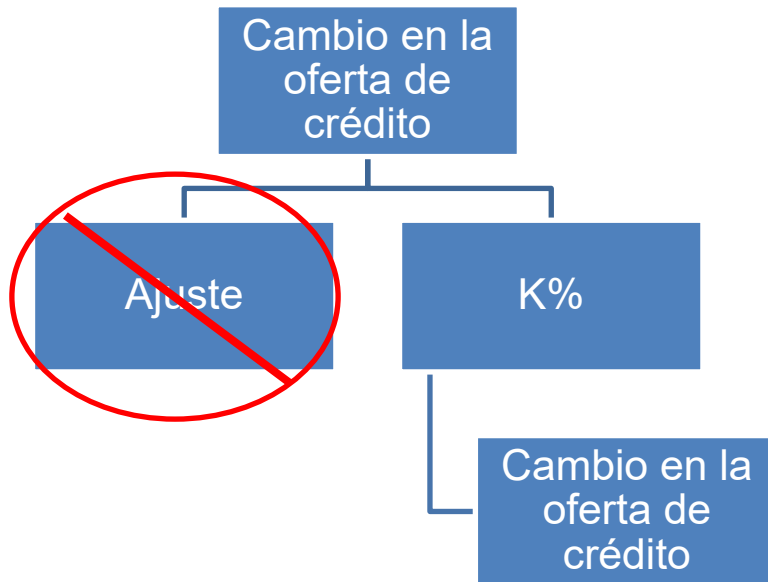 Cambio en la
oferta de
crédito
Ajuste
K%
Cambio en la
oferta de
crédito